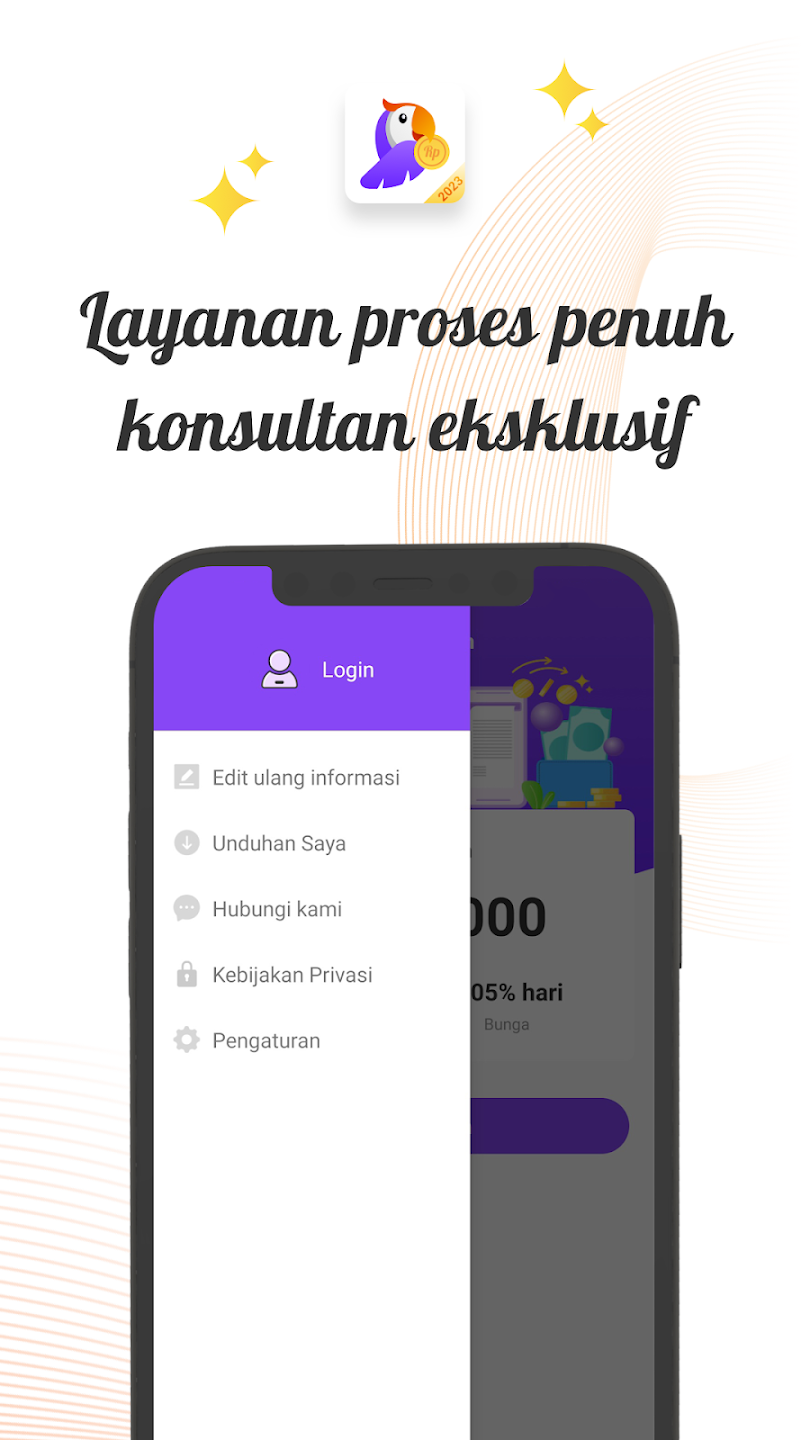 Rp
2023
Layanan proses penuh
konsultan eksklusif
Login
Edit ulang informasi
Unduhan Saya
Hubungi kami
Kebijakan Privasi
Pengaturan
000
05% hari
Bunga